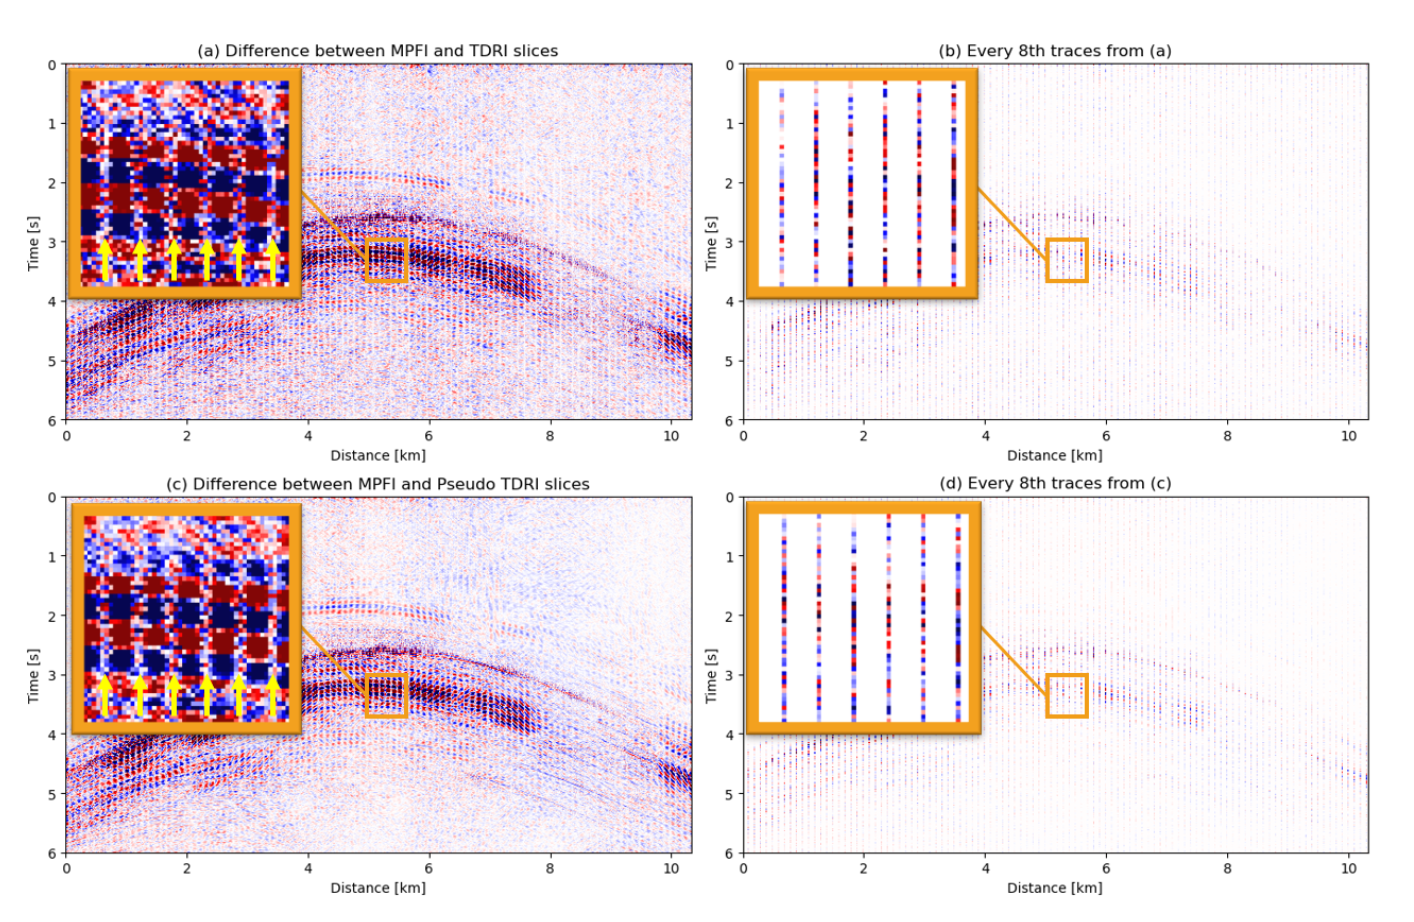 (a) Difference between MPFI and TDRI slices
(b) Every 8th traces from (a)
0
1
2
3
4
5
6
Time [s]
0 2 4 6 8 10
Distance [km]
0
1
2
3
4
5
6
Time [s]
0 2 4 6 8 10
Distance [km]
(c) Difference between MPFI and Pseudo TDRI slices
(d) Every 8th traces from (c)
0
1
2
3
4
5
6
Time [s]
0 2 4 6 8 10
Distance [km]
0
1
2
3
4
5
6
Time [s]
0 2 4 6 8 10
Distance [km]